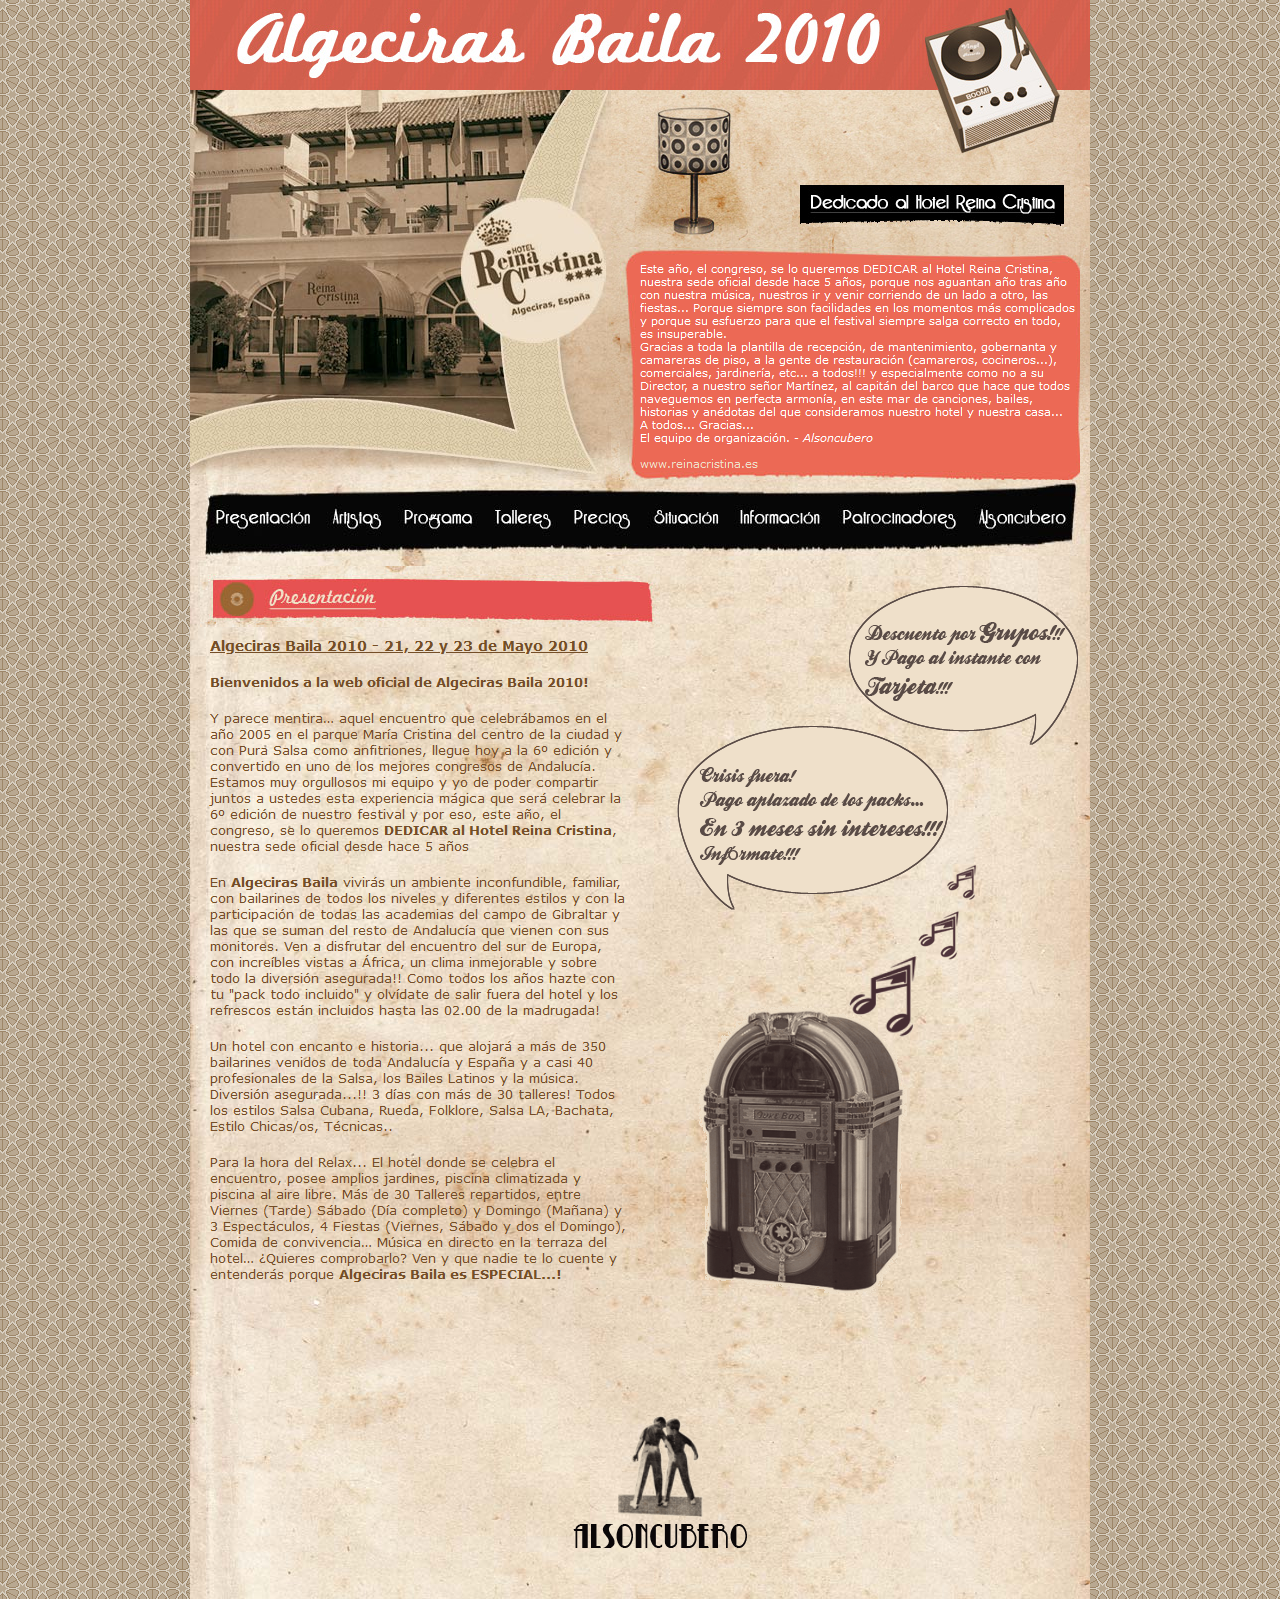 Algeciras Baila 2010
BOOM!
Dedicado al Hotel Reina Cristina
HOTEL
Reina
Cristina
Algeciras, España
Reina
Cristina
Este año, el congreso, se lo queremos DEDICAR al Hotel Reina Cristina,
nuestra sede oficial desde hace 5 años, porque nos aguantan año tras año
con nuestra música, nuestros ir y venir corriendo de un lado a otro, las
fiestas... Porque siempre son facilidades en los momentos más complicados
y porque su esfuerzo para que el festival siempre salga correcto en todo,
es insuperable.
Gracias a toda la plantilla de recepción, de mantenimiento, gobernanta y
camareras de piso, a la gente de restauración (camareros, cocineros...),
comerciales, jardinería, etc... a todos!!! y especialmente como no a su
Director, a nuestro señor Martínez, al capitán del barco que hace que todos
naveguemos en perfecta armonía, en este mar de canciones, bailes,
historias y anédotas del que consideramos nuestro hotel y nuestra casa...
A todos... Gracias...
El equipo de organización. - Alsoncubero
www.reinacristina.es
Presentación Artistas Programa Talleres Precios Situación Información Patrocinadores Alsoncubero
Presentación
Algeciras Baila 2010 - 21, 22 y 23 de Mayo 2010
Bienvenidos a la web oficial de Algeciras Baila 2010!
Y parece mentira... aquel encuentro que celebrábamos en el
año 2005 en el parque María Cristina del centro de la ciudad y
con Pura Salsa como anfitriones, llegue hoy a la 6º edición y
convertido en uno de los mejores congresos de Andalucía.
Estamos muy orgullosos mi equipo y yo de poder compartir
juntos a ustedes esta experiencia mágica que será celebrar la
6º edición de nuestro festival y por eso, este año, el
congreso, se lo queremos DEDICAR al Hotel Reina Cristina,
nuestra sede oficial desde hace 5 años
En Algeciras Baila vivirás un ambiente inconfundible, familiar,
con bailarines de todos los niveles y diferentes estilos y con la
participación de todas las academias del campo de Gibraltar y
las que se suman del resto de Andalucía que vienen con sus
monitores. Ven a disfrutar del encuentro del sur de Europa,
con increíbles vistas a África, un clima inmejorable y sobre
todo la diversión asegurada!! Como todos los años hazte con
tu "pack todo incluido" y olvídate de salir fuera del hotel y los
refrescos están incluidos hasta las 02.00 de la madrugada!
Un hotel con encanto e historia... que alojará a más de 350
bailarines venidos de toda Andalucía y España y a casi 40
profesionales de la Salsa, los Bailes Latinos y la música.
Diversión asegurada...!! 3 días con más de 30 talleres! Todos
los estilos Salsa Cubana, Rueda, Folklore, Salsa LA, Bachata,
Estilo Chicas/os, Técnicas..
Para la hora del Relax... El hotel donde se celebra el
encuentro, posee amplios jardines, piscina climatizada y
piscina al aire libre. Más de 30 Talleres repartidos, entre
Viernes (Tarde) Sábado (Día completo) y Domingo (Mañana) y
3 Espectáculos, 4 Fiestas (Viernes, Sábado y dos el Domingo),
Comida de convivencia... Música en directo en la terraza del
hotel... ¿Quieres comprobarlo? Ven y que nadie te lo cuente y
entenderás porque Algeciras Baila es ESPECIAL...!
Descuento por Grupos!!!
Y Pago al instante con
Tarjeta!!!
Crisis fuera!
Pago aplazado de los packs...
En 3 meses sin intereses!!!
Infórmate!!!
JUKE BOX
ALSONCUBERO